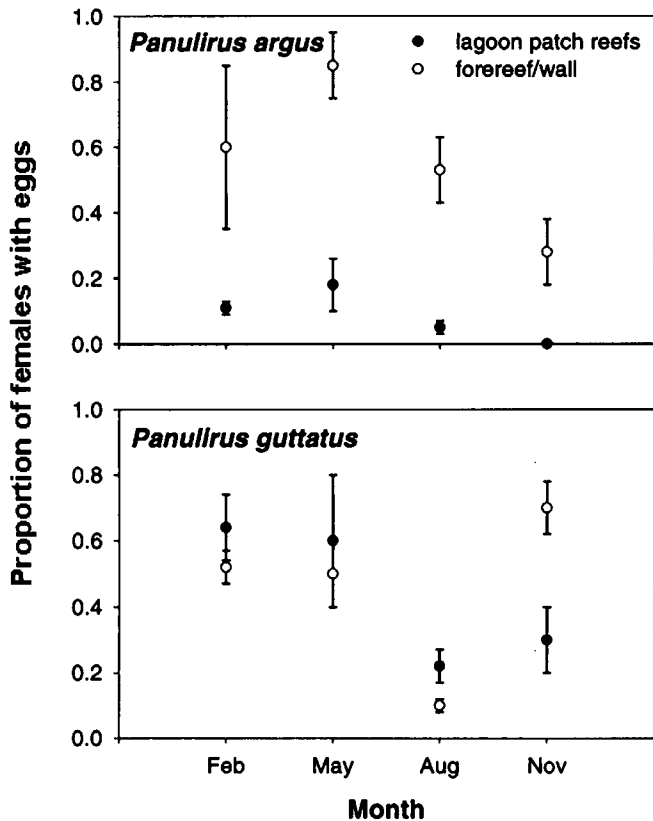 Panulirus argus
lagoon patch reefs
forereef/wall
1.0
0.8
0.6
0.4
0.2
0.0
Proportion of females with eggs
Panulirus guttatus
1.0
0.8
0.6
0.4
0.2
0.0
Feb May Aug Nov
Month